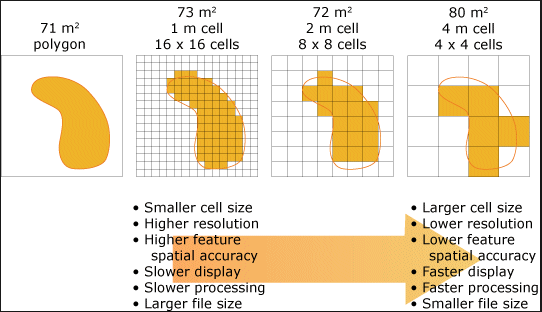 71 m²
polygon
73 m²
1 m cell
16 x 16 cells
72 m²
2 m cell
8 x 8 cells
80 m²
4 m cell
4 x 4 cells
• Smaller cell size
• Higher resolution
• Higher feature
spatial accuracy
• Slower display
• Slower processing
• Larger file size
• Larger cell size
• Lower resolution
• Lower feature
spatial accuracy
• Faster display
• Faster processing
• Smaller file size